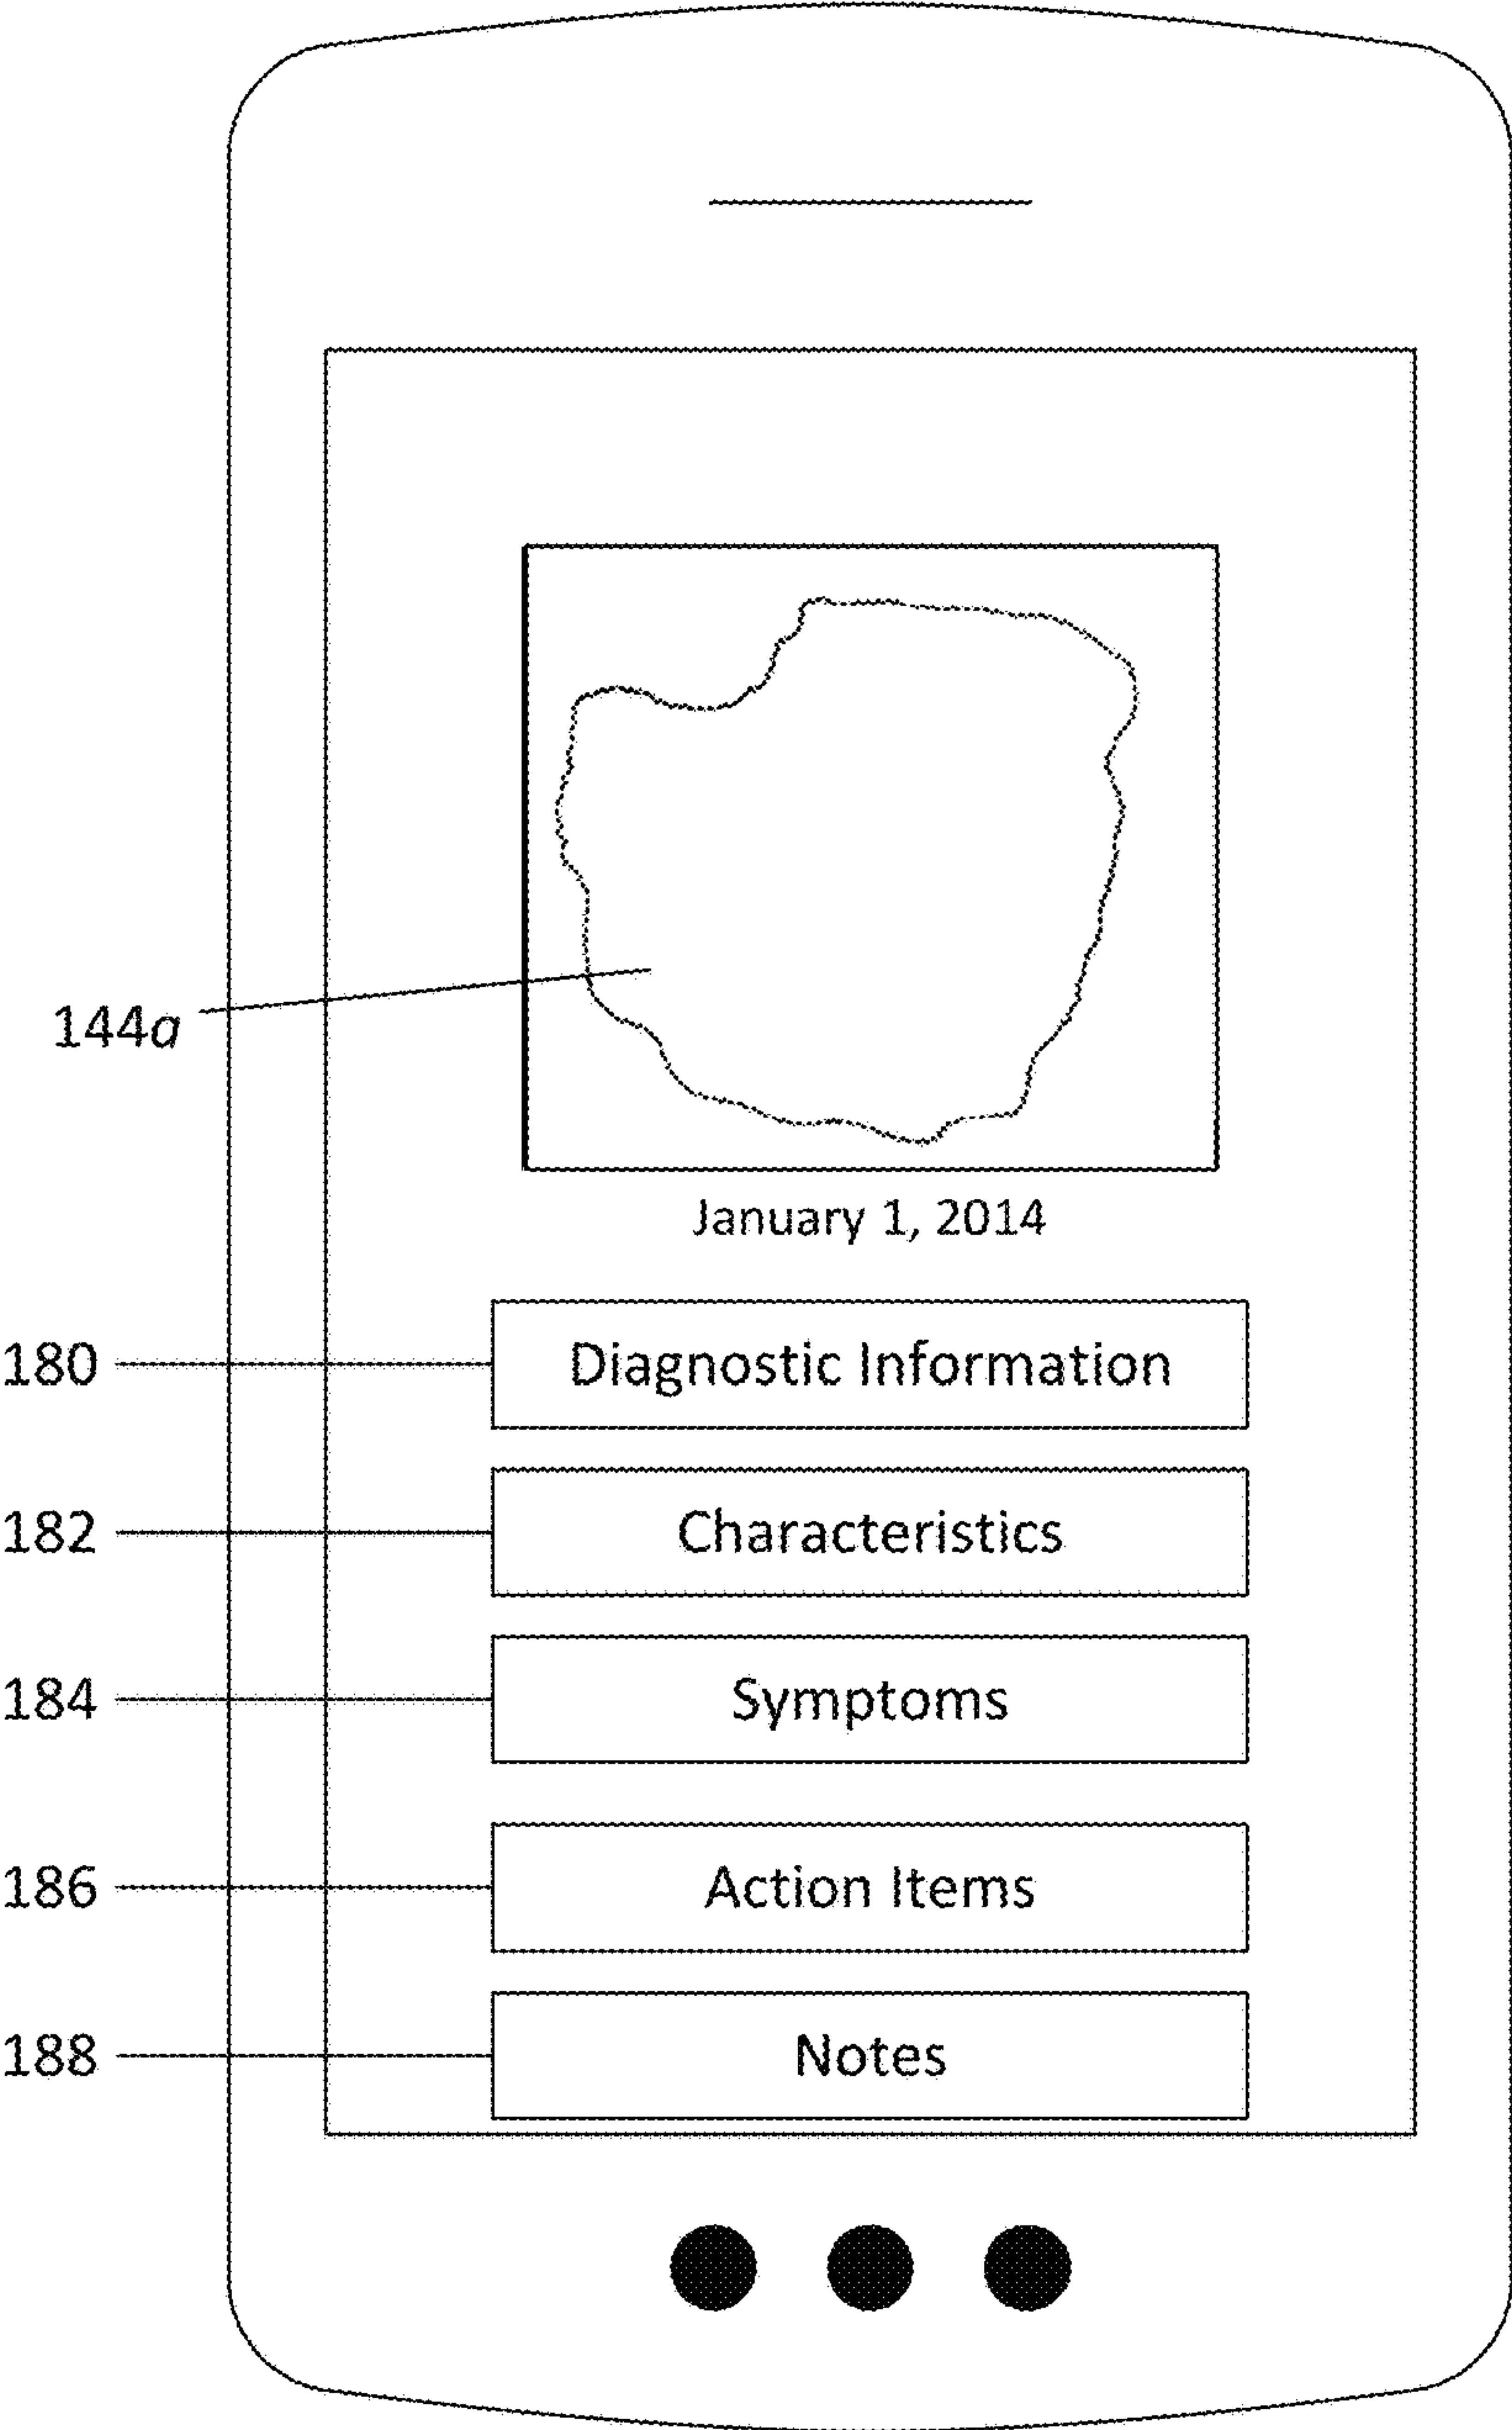 144a
January 1, 2014
180 Diagnostic Information
182 Characteristics
184 Symptoms
186 Action Items
188 Notes